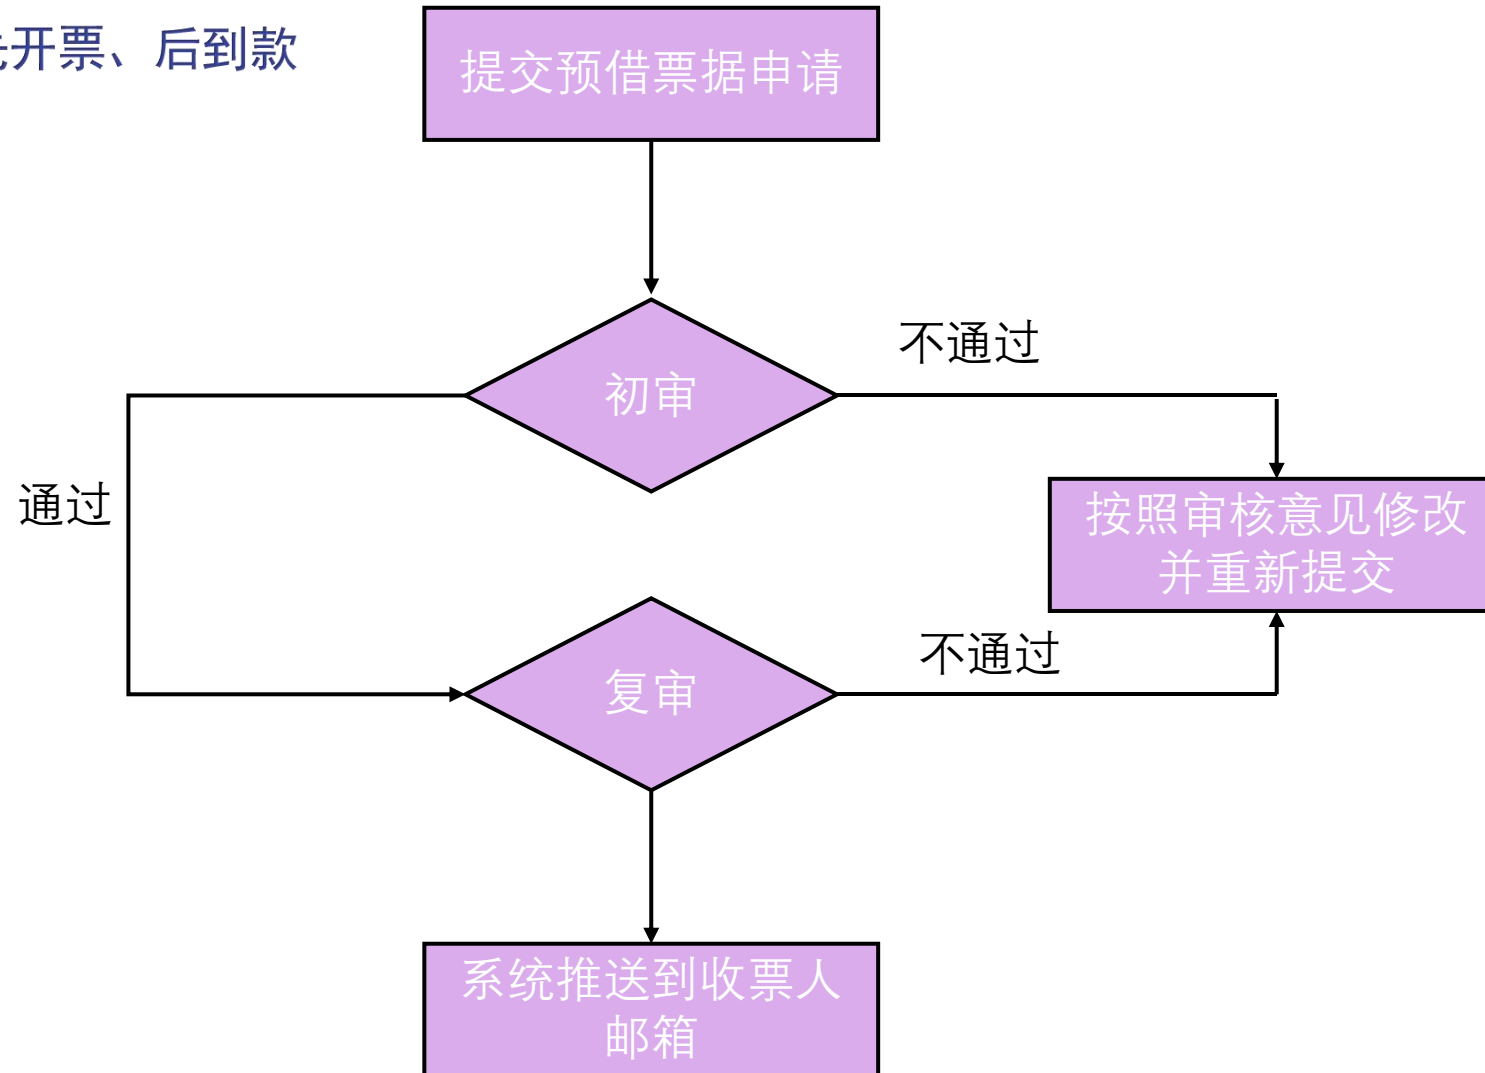 开票、后到款
提交预借票据申请
初审
不通过
通过
按照审核意见修改
并重新提交
复审
不通过
系统推送到收票人
邮箱